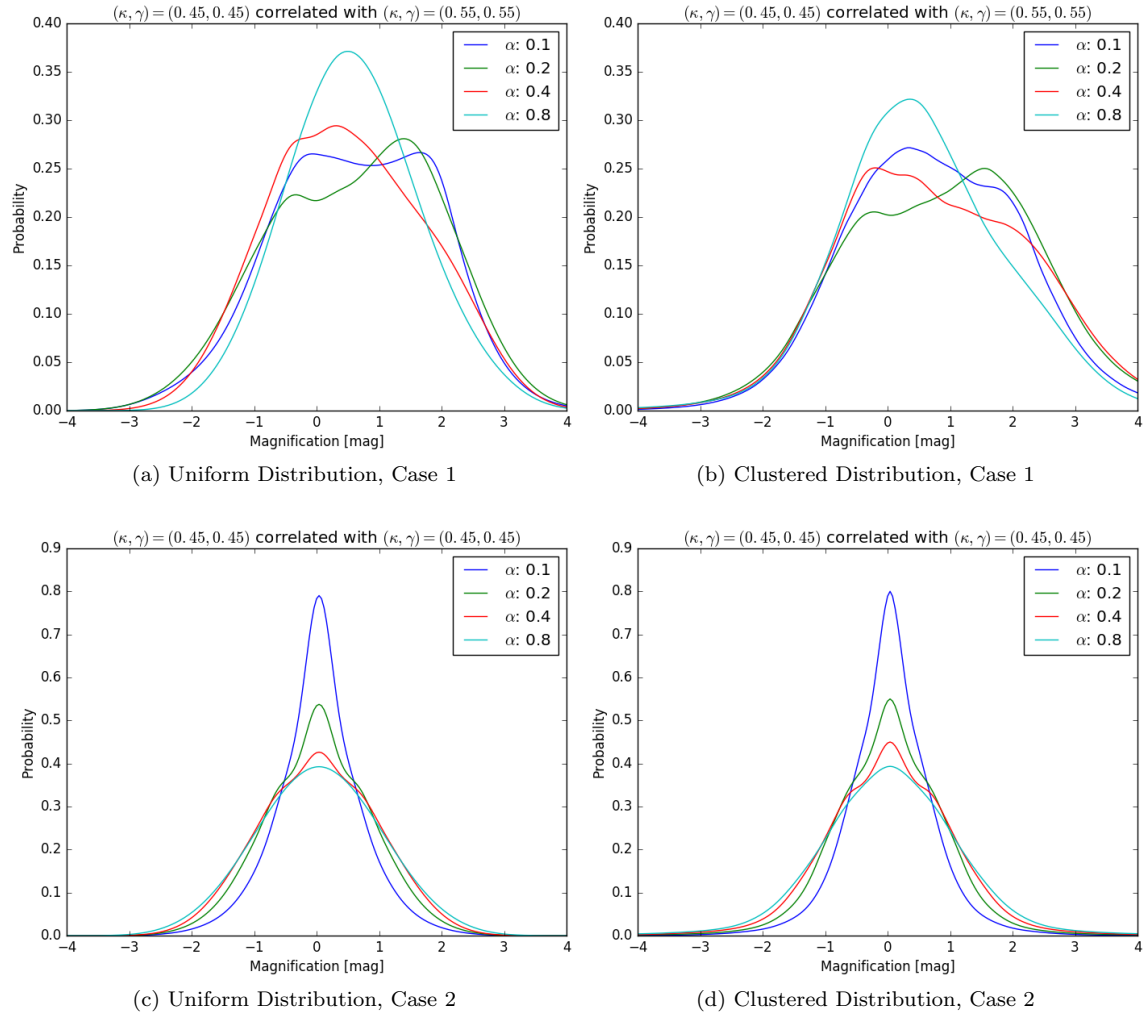 (κ, γ) = (0.45, 0.45) correlated with (κ, γ) = (0.55, 0.55)
0.40
0.35
0.30
0.25
0.20
0.15
0.10
0.05
0.00
Probability
α: 0.1
α: 0.2
α: 0.4
α: 0.8
−4 −3 −2 −1 0 1 2 3 4
Magnification [mag]
(a) Uniform Distribution, Case 1
(κ, γ) = (0.45, 0.45) correlated with (κ, γ) = (0.55, 0.55)
0.40
0.35
0.30
0.25
0.20
0.15
0.10
0.05
0.00
Probability
α: 0.1
α: 0.2
α: 0.4
α: 0.8
−4 −3 −2 −1 0 1 2 3 4
Magnification [mag]
(b) Clustered Distribution, Case 1
(κ, γ) = (0.45, 0.45) correlated with (κ, γ) = (0.45, 0.45)
0.9
0.8
0.7
0.6
0.5
0.4
0.3
0.2
0.1
0.0
Probability
α: 0.1
α: 0.2
α: 0.4
α: 0.8
−4 −3 −2 −1 0 1 2 3 4
Magnification [mag]
(c) Uniform Distribution, Case 2
(κ, γ) = (0.45, 0.45) correlated with (κ, γ) = (0.45, 0.45)
0.9
0.8
0.7
0.6
0.5
0.4
0.3
0.2
0.1
0.0
Probability
α: 0.1
α: 0.2
α: 0.4
α: 0.8
−4 −3 −2 −1 0 1 2 3 4
Magnification [mag]
(d) Clustered Distribution, Case 2